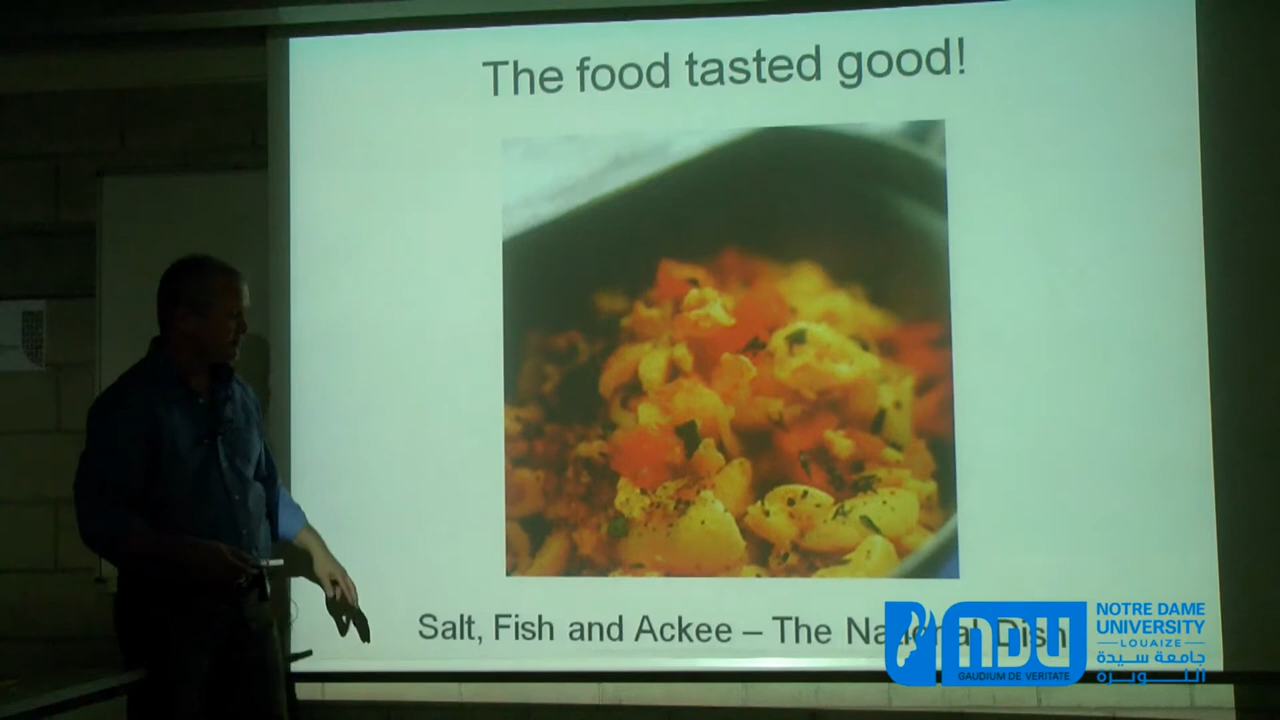 The food tasted good!
Salt, Fish and Ackee – The National Dish
NDU
GAUDIUM DE VERITATE
NOTRE DAME
UNIVERSITY
LOUAIZE
جامعة سيدة
اللويزة